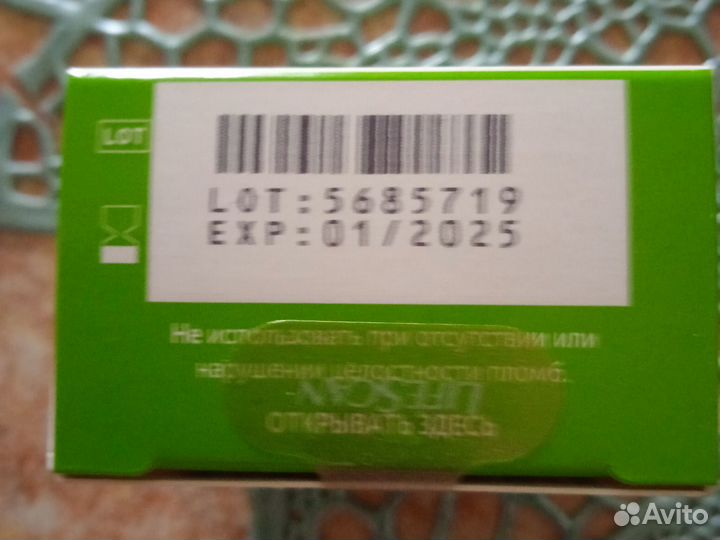 LOT
LOT:5685719
EXP:01/2025
Не использовать при отсутствии или
нарушении целостности пломб.
LIFESCAN
ОТКРЫВАТЬ ЗДЕСЬ
Avito